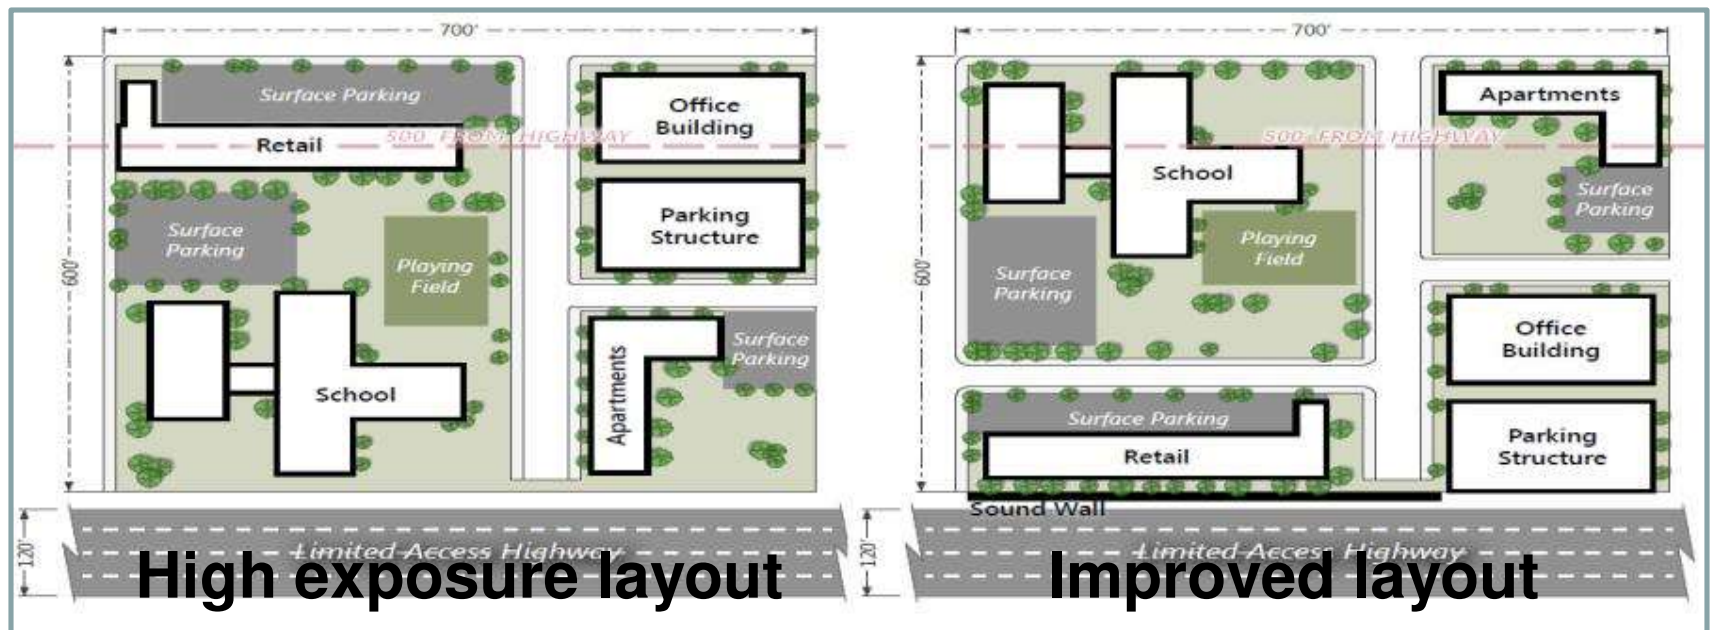 700'
Surface Parking
Office
Building
500' FROM HIGHWAY
Retail
Parking
Structure
Surface
Parking
Playing
Field
600'
Surface
Parking
Apartments
School
120'
Limited Access Highway
High exposure layout
700'
Apartments
500' FROM HIGHWAY
School
Surface
Parking
Playing
Field
600'
Surface
Parking
Office
Building
Surface Parking
Retail
Parking
Structure
Sound Wall
120'
Limited Access Highway
Improved layout